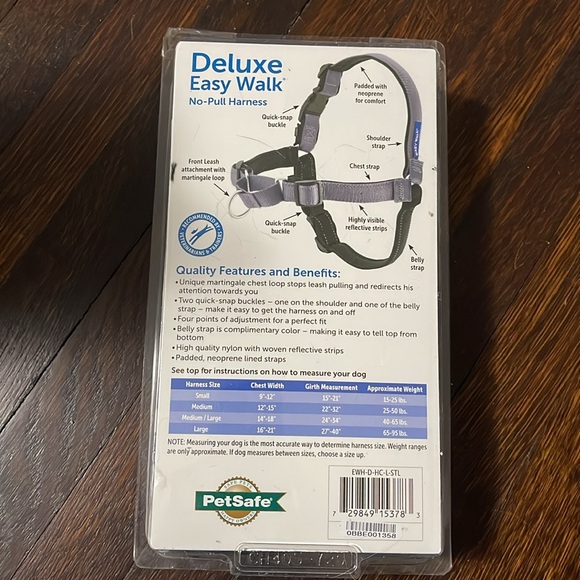 Deluxe
Easy Walk®
No-Pull Harness
Padded with
neoprene
for comfort
Quick-snap
buckle
Shoulder
strap
Front Leash
attachment with
martingale loop
Chest strap
Quick-snap
buckle
Highly visible
reflective strips
Belly
strap
RECOMMENDED BY
VETERINARIANS & TRAINERS
Quality Features and Benefits:
• Unique martingale chest loop stops leash pulling and redirects his
attention towards you
• Two quick-snap buckles – one on the shoulder and one of the belly
strap – make it easy to get the harness on and off
• Four points of adjustment for a perfect fit
• Belly strap is complimentary color – making it easy to tell top from
bottom
• High quality nylon with woven reflective strips
• Padded, neoprene lined straps
See top for instructions on how to measure your dog
Harness Size Chest Width Girth Measurement Approximate Weight
Small 9"-12" 15"-21" 15-25 lbs.
Medium 12"-15" 22"-32" 25-50 lbs.
Medium / Large 14"-18" 24"-34" 40-65 lbs.
Large 16"-21" 27"-40" 65-95 lbs.
NOTE: Measuring your dog is the most accurate way to determine harness size. Weight ranges
are only approximate. If dog measures between sizes, choose a size up.
PetSafe®
EWH-D-HC-L-STL
7 29849 15378 3
0BBE001358